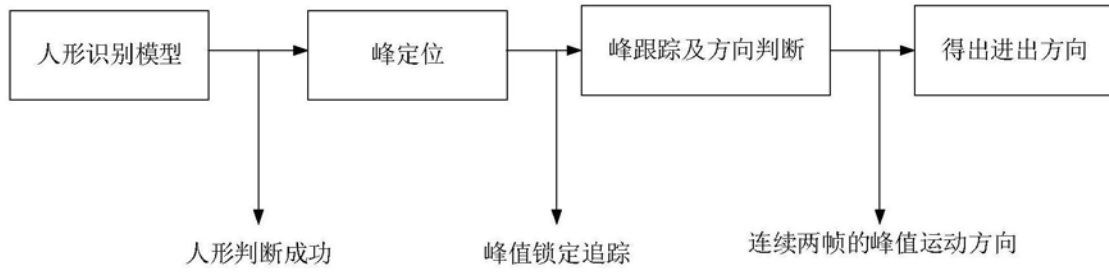 人形识别模型
峰定位
峰跟踪及方向判断
得出进出方向
人形判断成功
峰值锁定追踪
连续两帧的峰值运动方向